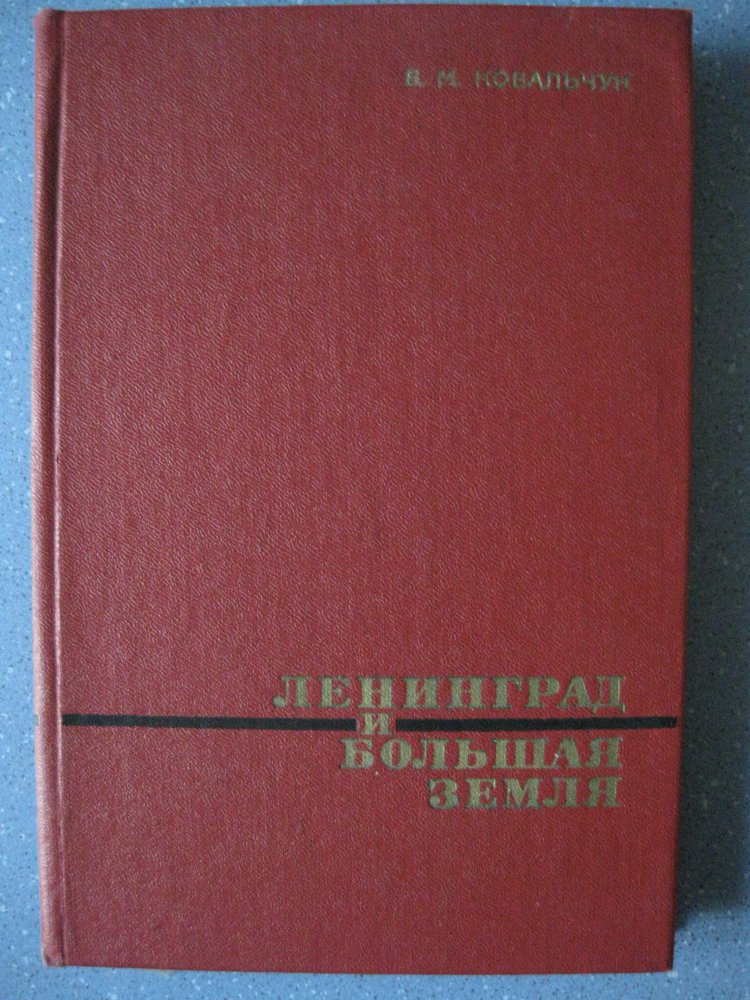 В. М. КОВАЛЬЧУК
ЛЕНИНГРАД
И
БОЛЬШАЯ
ЗЕМЛЯ